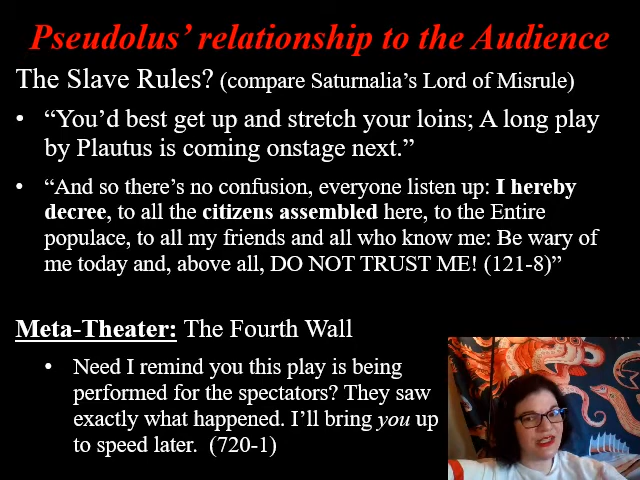 Pseudolus’ relationship to the Audience
The Slave Rules? (compare Saturnalia’s Lord of Misrule)
• “You’d best get up and stretch your loins; A long play
by Plautus is coming onstage next.”
• “And so there’s no confusion, everyone listen up: I hereby
decree, to all the citizens assembled here, to the Entire
populace, to all my friends and all who know me: Be wary of
me today and, above all, DO NOT TRUST ME! (121-8)”
Meta-Theater: The Fourth Wall
• Need I remind you this play is being
performed for the spectators? They saw
exactly what happened. I’ll bring you up
to speed later. (720-1)